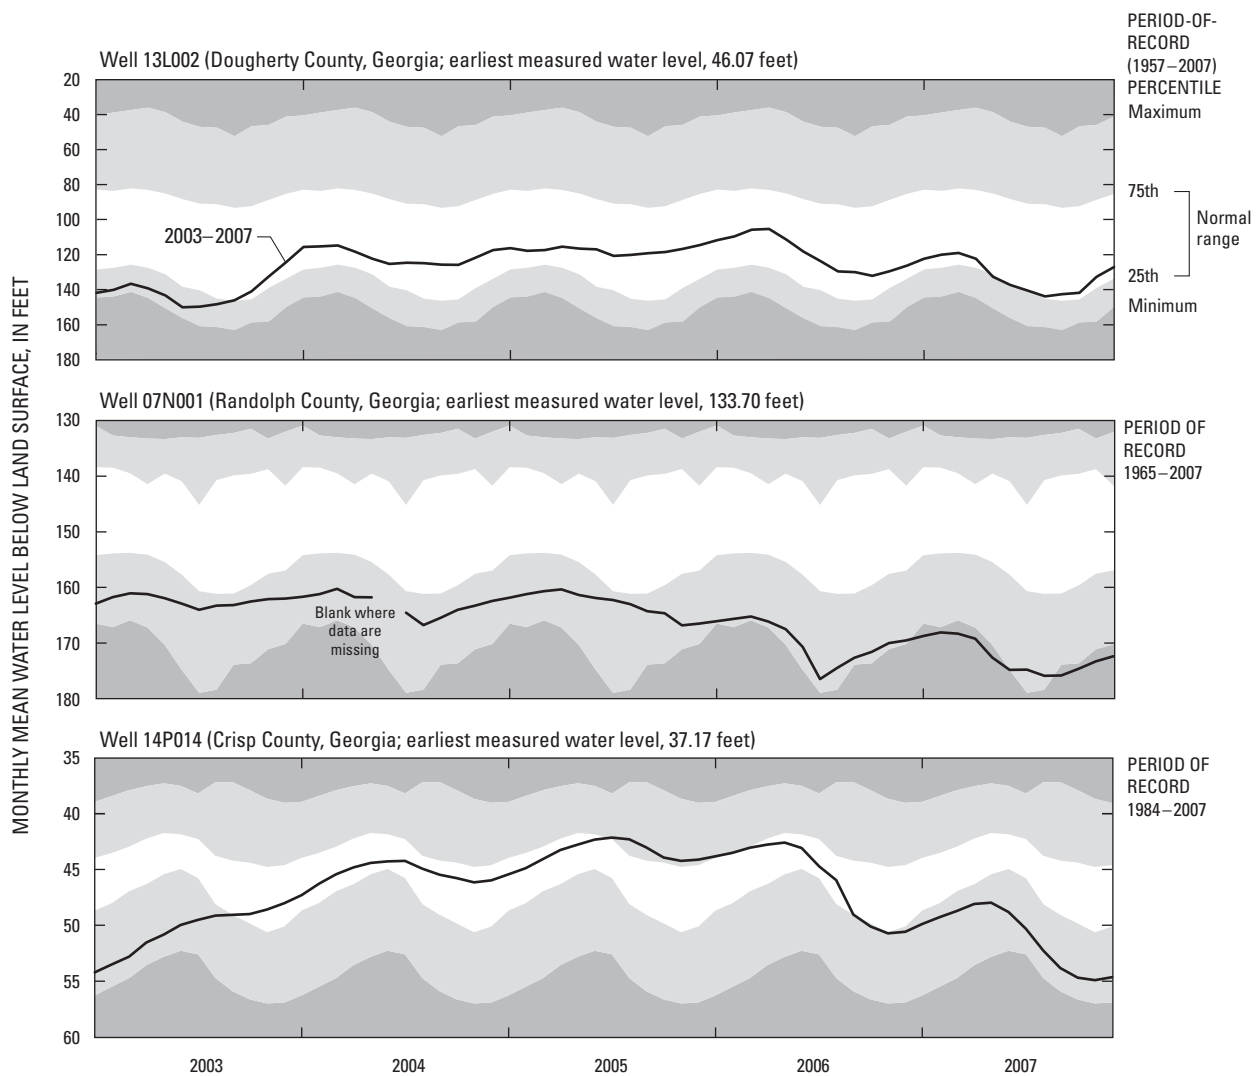 PERIOD-OF-
RECORD
(1957–2007)
PERCENTILE
Maximum
75th
Normal
range
25th
Minimum
MONTHLY MEAN WATER LEVEL BELOW LAND SURFACE, IN FEET
Well 13L002 (Dougherty County, Georgia; earliest measured water level, 46.07 feet)
20
40
60
80
100
120
140
160
180
2003–2007
Well 07N001 (Randolph County, Georgia; earliest measured water level, 133.70 feet)
130
140
150
160
170
180
Blank where
data are
missing
PERIOD OF
RECORD
1965–2007
Well 14P014 (Crisp County, Georgia; earliest measured water level, 37.17 feet)
35
40
45
50
55
60
PERIOD OF
RECORD
1984–2007
2003 2004 2005 2006 2007